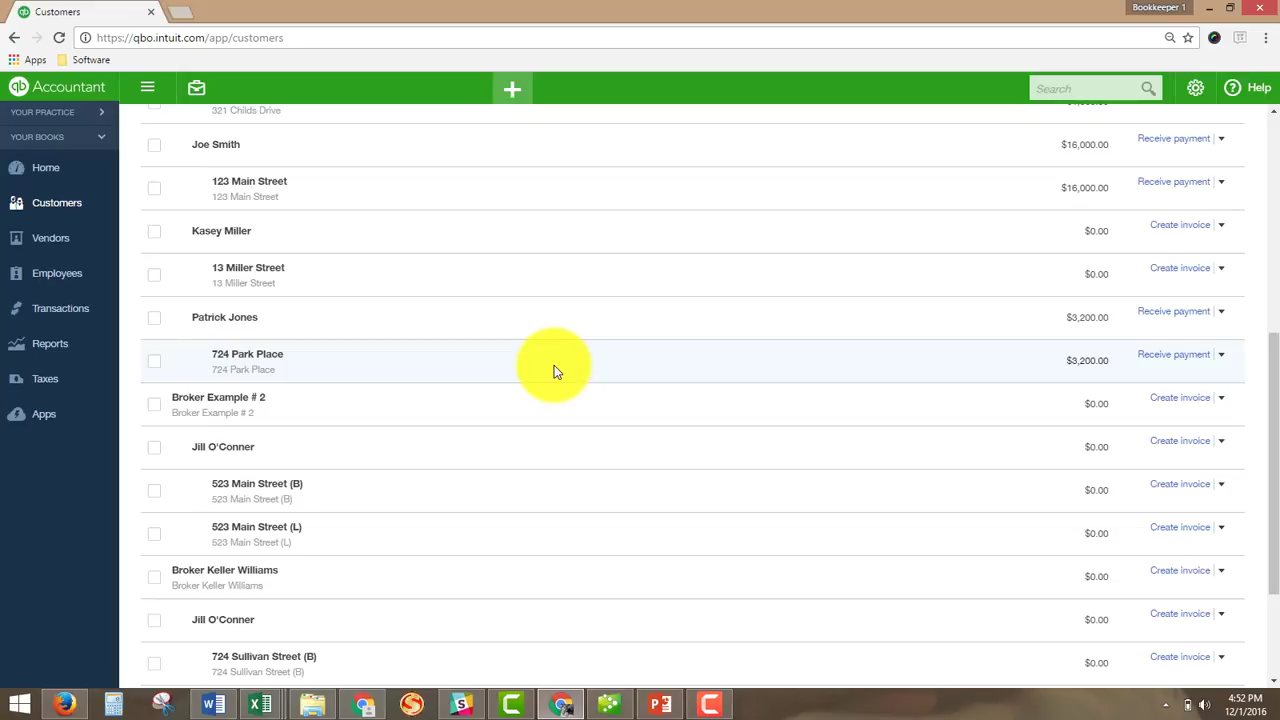 Customers
Bookkeeper 1
https://qbo.intuit.com/app/customers
Apps
Software
qb Accountant
Search
Help
YOUR PRACTICE
YOUR BOOKS
Home
Customers
Vendors
Employees
Transactions
Reports
Taxes
Apps
321 Childs Drive
Joe Smith $16,000.00 Receive payment
123 Main Street $16,000.00 Receive payment
123 Main Street
Kasey Miller $0.00 Create invoice
13 Miller Street $0.00 Create invoice
13 Miller Street
Patrick Jones $3,200.00 Receive payment
724 Park Place $3,200.00 Receive payment
724 Park Place
Broker Example # 2 $0.00 Create invoice
Broker Example # 2
Jill O'Conner $0.00 Create invoice
523 Main Street (B) $0.00 Create invoice
523 Main Street (B)
523 Main Street (L) $0.00 Create invoice
523 Main Street (L)
Broker Keller Williams $0.00 Create invoice
Broker Keller Williams
Jill O'Conner $0.00 Create invoice
724 Sullivan Street (B) $0.00 Create invoice
724 Sullivan Street (B)
4:52 PM
12/1/2016